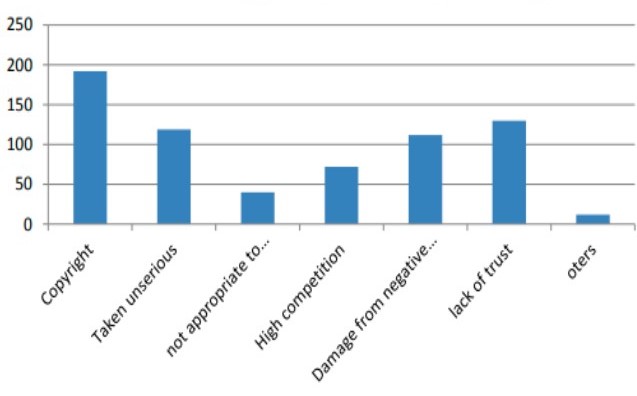 250
200
150
100
50
0
Copyright
Taken unserious
not appropriate to...
High competition
Damage from negative...
lack of trust
oters